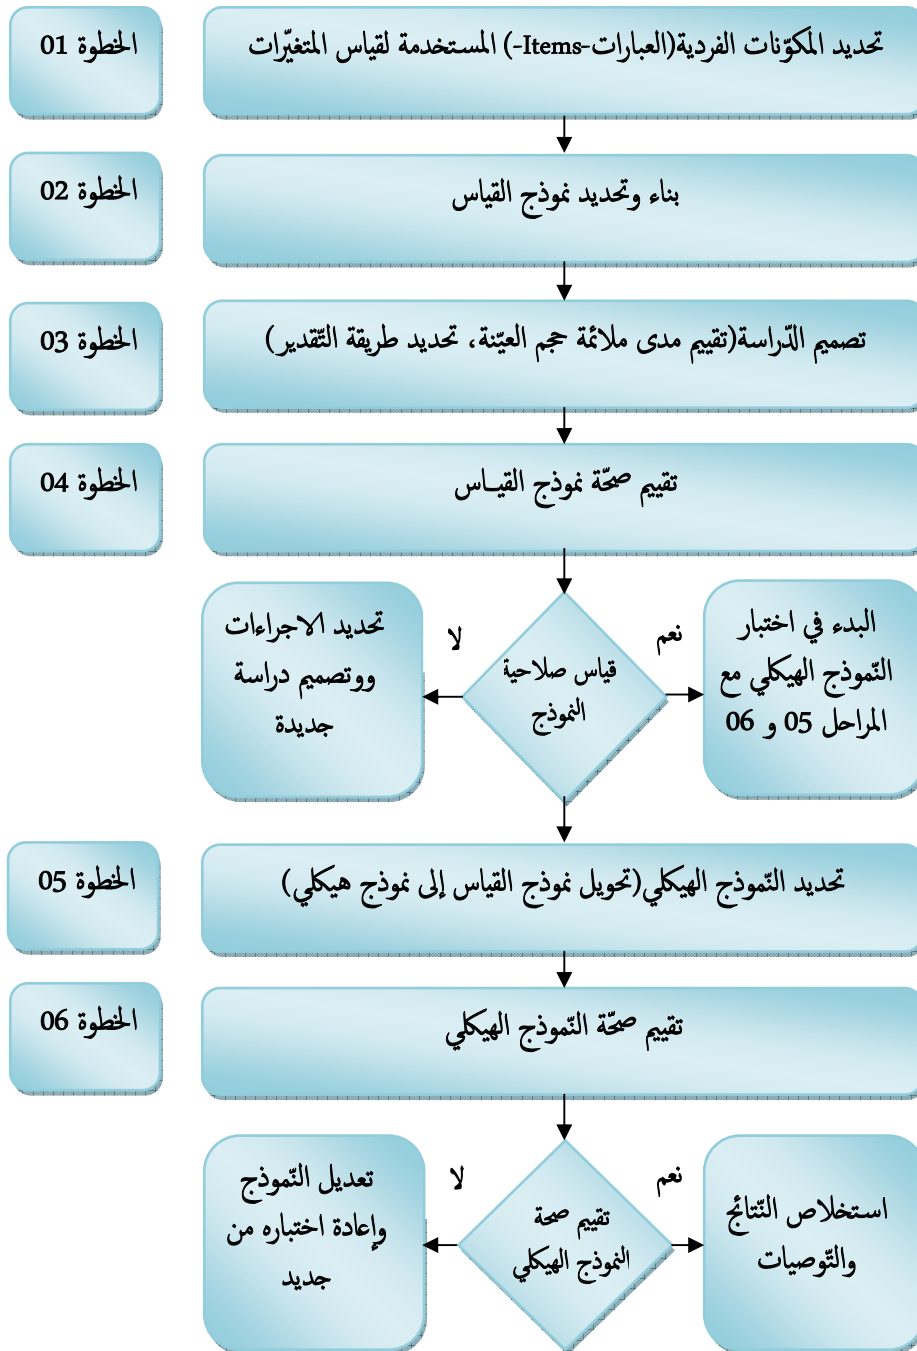 الخطوة 01
تحديد المكوّنات الفردية(العبارات-Items-) المستخدمة لقياس المتغيّرات
الخطوة 02
بناء وتحديد نموذج القياس
الخطوة 03
تصميم الدّراسة(تقييم مدى ملائمة حجم العيّنة، تحديد طريقة التّقدير)
الخطوة 04
تقييم صحّة نموذج القيـاس
البدء في اختبار
النّموذج الهيكلي مع
المراحل 05 و 06
نعم
قياس صلاحية
النموذج
لا
تحديد الاجراءات
ووتصميم دراسة
جديدة
الخطوة 05
تحديد النّموذج الهيكلي(تحويل نموذج القياس إلى نموذج هيكلي)
الخطوة 06
تقييم صحّة النّموذج الهيكلي
استخلاص النّتائج
والتّوصيات
نعم
تقييم صحة
النموذج الهيكلي
لا
تعديل النّموذج
وإعادة اختباره من
جديد